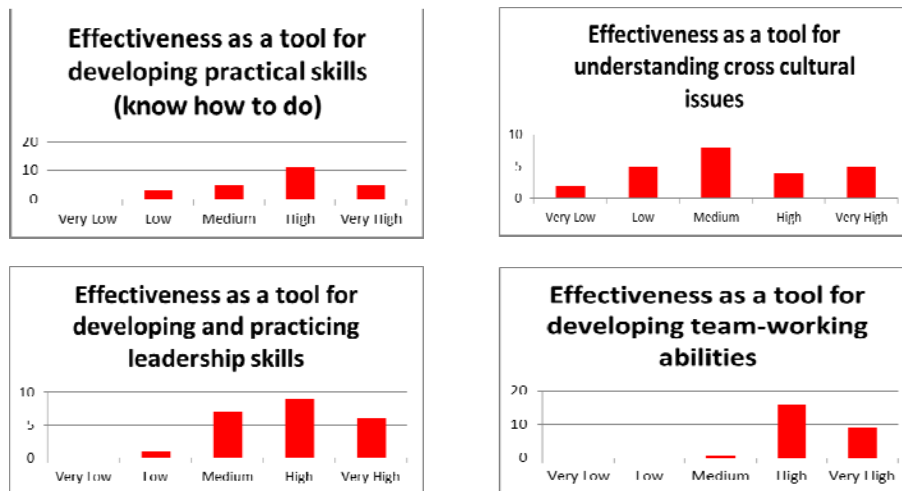 Effectiveness as a tool for
developing practical skills
(know how to do)
20
10
0
Very Low Low Medium High Very High
Effectiveness as a tool for
understanding cross cultural
issues
10
5
0
Very Low Low Medium High Very High
Effectiveness as a tool for
developing and practicing
leadership skills
10
5
0
Very Low Low Medium High Very High
Effectiveness as a tool for
developing team-working
abilities
20
10
0
Very Low Low Medium High Very High